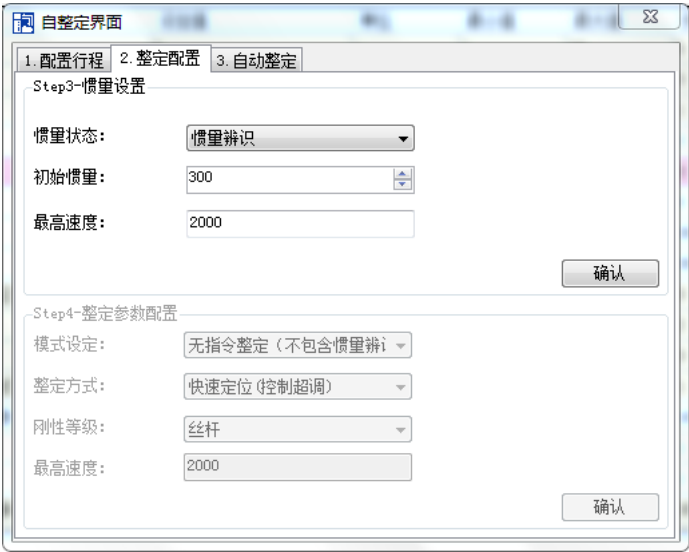 自整定界面
1.配置行程 2.整定配置 3.自动整定
Step3-惯量设置
惯量状态: 惯量辨识
初始惯量: 300
最高速度: 2000
确认
Step4-整定参数配置
模式设定: 无指令整定（不包含惯量辨
整定方式: 快速定位(控制超调)
刚性等级: 丝杆
最高速度: 2000
确认